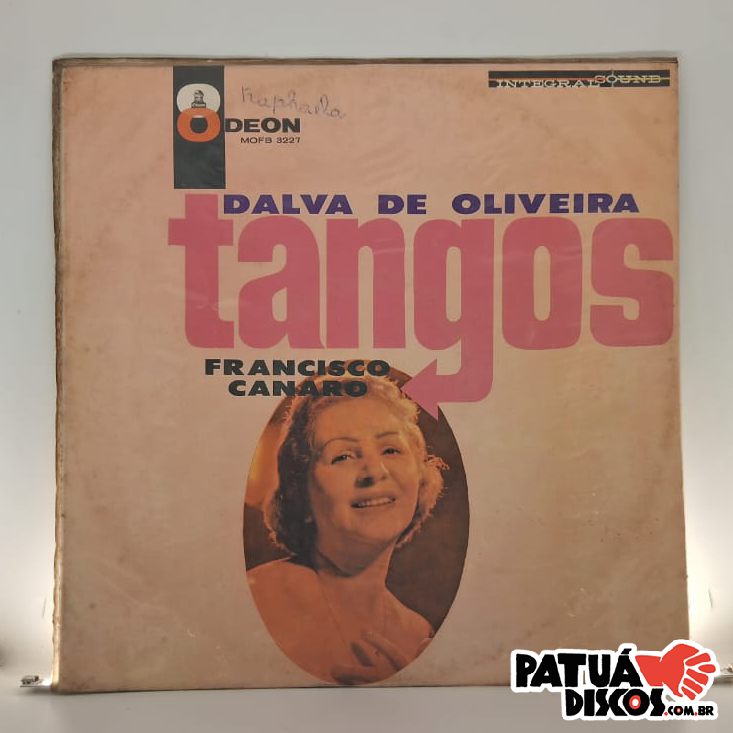 INTEGRAL SOUND
Raphaela
ODEON
MOFB 3227
DALVA DE OLIVEIRA
tangos
FRANCISCO
CANARO
PATUÁ
DISCOS.COM.BR